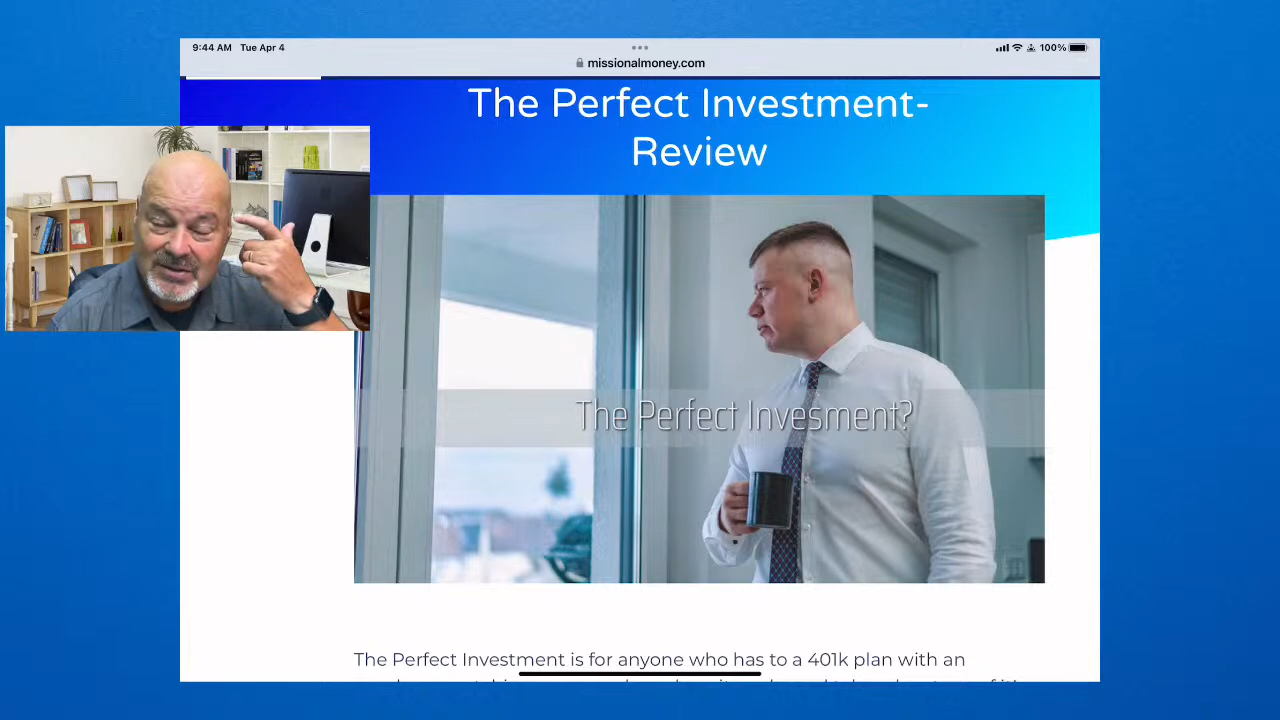 9:44 AM Tue Apr 4
100%
missionalmoney.com
The Perfect Investment-
Review
The Perfect Invesment?
The Perfect Investment is for anyone who has to a 401k plan with an